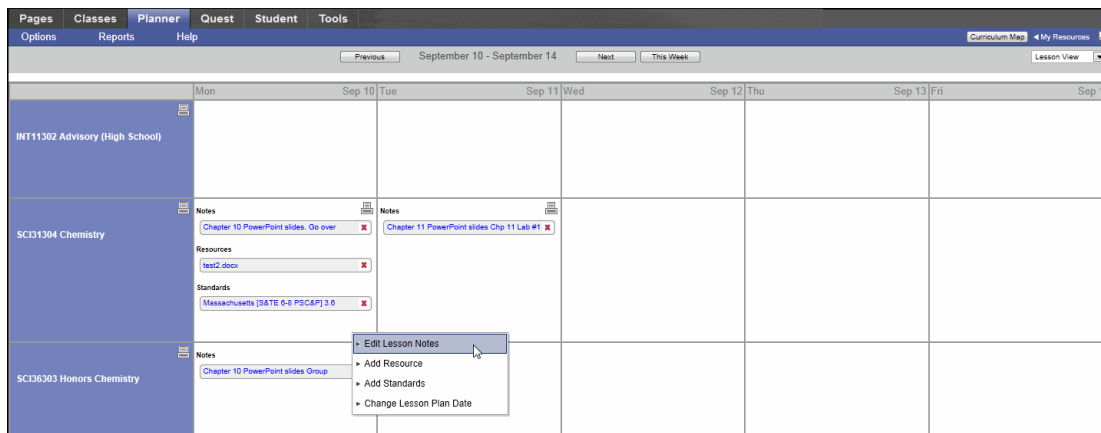 Pages Classes Planner Quest Student Tools
Options Reports Help Curriculum Map My Resources
Previous September 10 - September 14 Next This Week Lesson View
Mon Sep 10 Tue Sep 11 Wed Sep 12 Thu Sep 13 Fri Sep
INT11302 Advisory (High School)
SCI31304 Chemistry
Notes
Chapter 10 PowerPoint slides. Go over
Resources
test2.docx
Standards
Massachusetts [S&TE 6-8 PSC&P] 3.6
Notes
Chapter 11 PowerPoint slides Chp 11 Lab #1
SCI36303 Honors Chemistry
Notes
Chapter 10 PowerPoint slides Group
Edit Lesson Notes
Add Resource
Add Standards
Change Lesson Plan Date